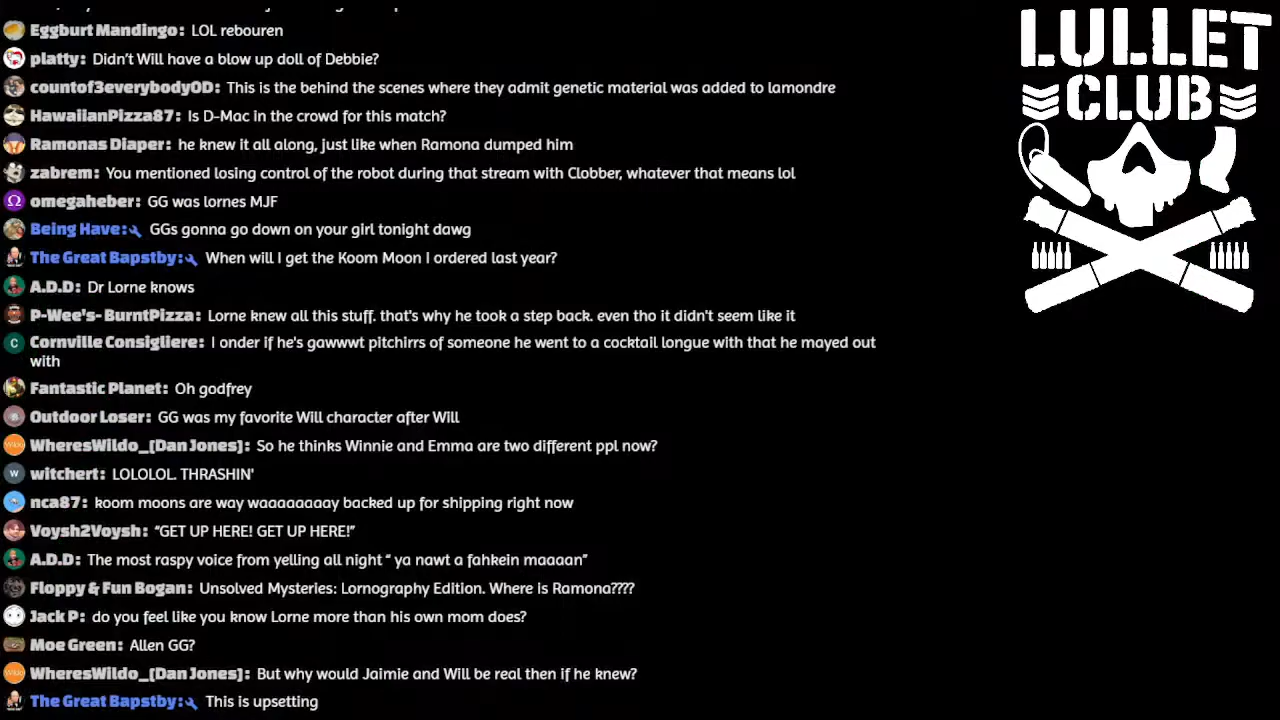 Eggburt Mandingo: LOL rebouren
platty: Didn't Will have a blow up doll of Debbie?
countof3everybodyOD: This is the behind the scenes where they admit genetic material was added to lamondre
HawaiianPizza87: Is D-Mac in the crowd for this match?
Ramonas Diaper: he knew it all along, just like when Ramona dumped him
zabrem: You mentioned losing control of the robot during that stream with Clobber, whatever that means lol
omegaheber: GG was lornes MJF
Being Have: GGs gonna go down on your girl tonight dawg
The Great Bapstby: When will I get the Koom Moon I ordered last year?
A.D.D: Dr Lorne knows
P-Wee's- BurntPizza: Lorne knew all this stuff. that's why he took a step back. even tho it didn't seem like it
C Cornville Consigliere: I onder if he's gawwwt pitchirrs of someone he went to a cocktail longue with that he mayed out
with
Fantastic Planet: Oh godfrey
Outdoor Loser: GG was my favorite Will character after Will
WheresWildo_(Dan Jones): So he thinks Winnie and Emma are two different ppl now?
W witchert: LOLOLOL. THRASHIN'
nca87: koom moons are way waaaaaaaay backed up for shipping right now
Voysh2Voysh: “GET UP HERE! GET UP HERE!”
A.D.D: The most raspy voice from yelling all night “ ya nawt a fahkein maaaan”
Floppy & Fun Bogan: Unsolved Mysteries: Lornography Edition. Where is Ramona????
Jack P: do you feel like you know Lorne more than his own mom does?
Moe Green: Allen GG?
WheresWildo_(Dan Jones): But why would Jaimie and Will be real then if he knew?
The Great Bapstby: This is upsetting
LULLET
CLUB